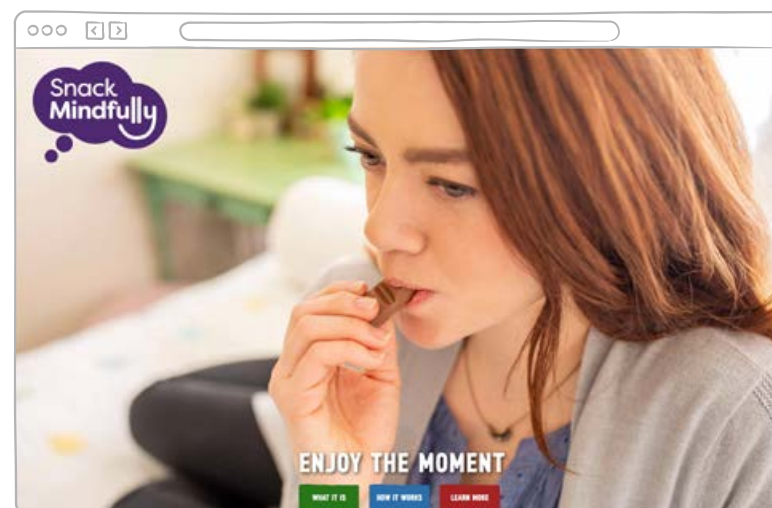 Snack
Mindfully
ENJOY THE MOMENT
WHAT IT IS
HOW IT WORKS
LEARN MORE